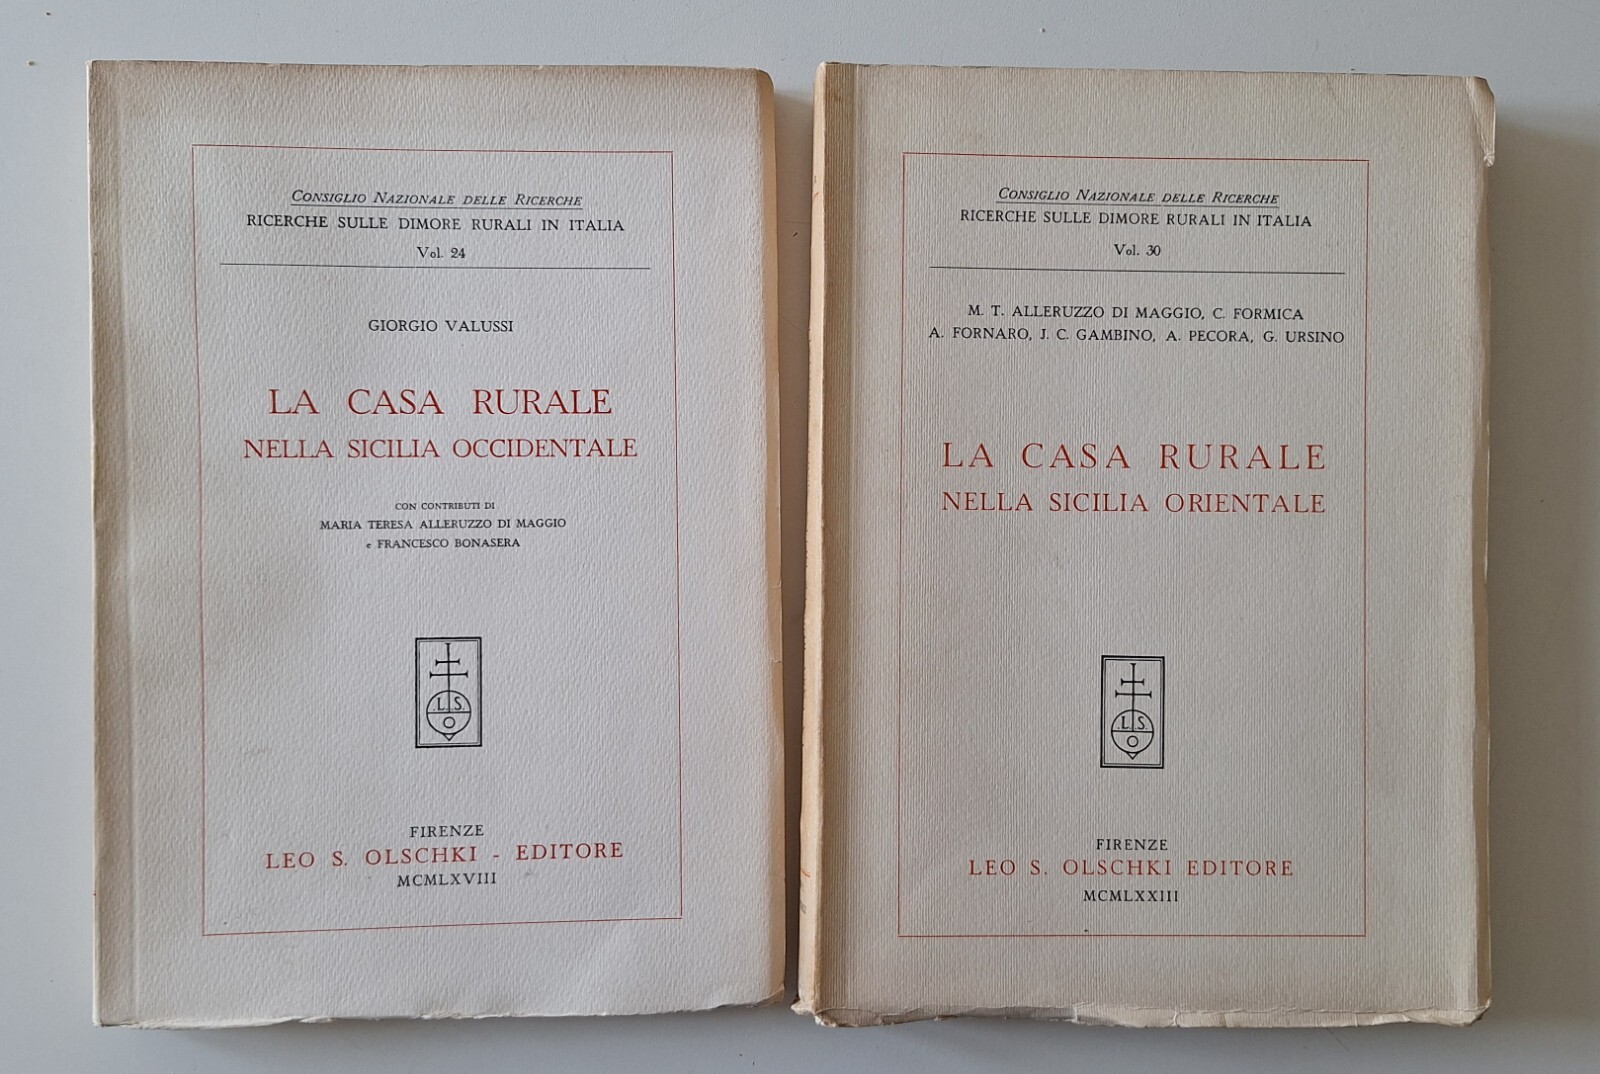 CONSIGLIO NAZIONALE DELLE RICERCHE
RICERCHE SULLE DIMORE RURALI IN ITALIA
Vol. 24
GIORGIO VALUSSI
LA CASA RURALE
NELLA SICILIA OCCIDENTALE
CON CONTRIBUTI DI
MARIA TERESA ALLERUZZO DI MAGGIO
e FRANCESCO BONASERA
.L.S.
O
FIRENZE
LEO S. OLSCHKI - EDITORE
MCMLXVIII
CONSIGLIO NAZIONALE DELLE RICERCHE
RICERCHE SULLE DIMORE RURALI IN ITALIA
Vol. 30
M. T. ALLERUZZO DI MAGGIO, C. FORMICA
A. FORNARO, J. C. GAMBINO, A. PECORA, G. URSINO
LA CASA RURALE
NELLA SICILIA ORIENTALE
.L.S.
O
FIRENZE
LEO S. OLSCHKI EDITORE
MCMLXXIII